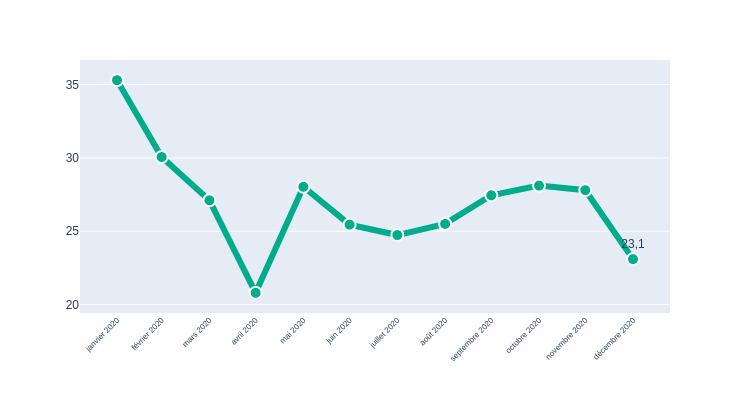 35
30
25
20
23,1
janvier 2020
février 2020
mars 2020
avril 2020
mai 2020
juin 2020
juillet 2020
août 2020
septembre 2020
octobre 2020
novembre 2020
décembre 2020